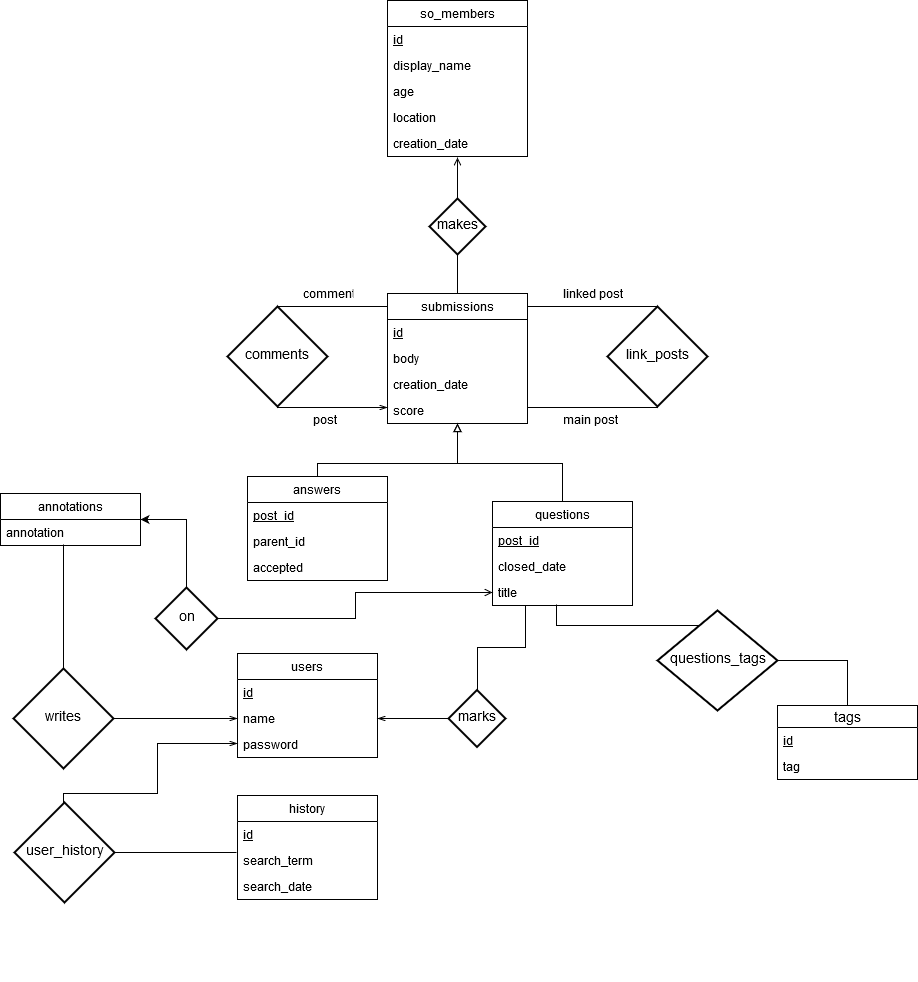 so_members
id
display_name
age
location
creation_date
makes
comment
submissions
linked post
id
body
creation_date
score
comments
link_posts
post
main post
answers
post_id
parent_id
accepted
annotations
annotation
questions
post_id
closed_date
title
on
users
id
name
password
questions_tags
writes
marks
tags
id
tag
history
id
search_term
search_date
user_history